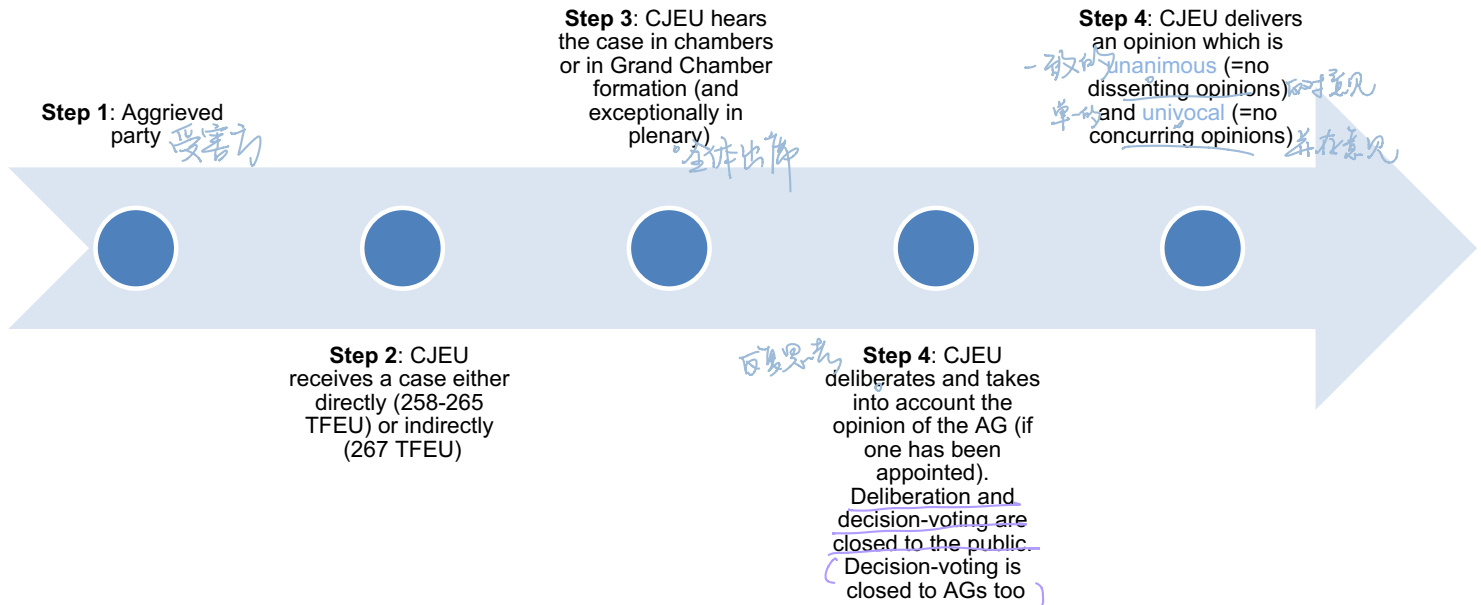 Step 1: Aggrieved
party 受害方
Step 2: CJEU
receives a case either
directly (258-265
TFEU) or indirectly
(267 TFEU)
Step 3: CJEU hears
the case in chambers
or in Grand Chamber
formation (and
exceptionally in
plenary)
全体出席
反复思考
Step 4: CJEU
deliberates and takes
into account the
opinion of the AG (if
one has been
appointed).
Deliberation and
decision-voting are
closed to the public.
(Decision-voting is
closed to AGs too)
Step 4: CJEU delivers
an opinion which is
一致的 unanimous (=no
dissenting opinions) 反对意见
单一的 and univocal (=no
concurring opinions) 并存意见